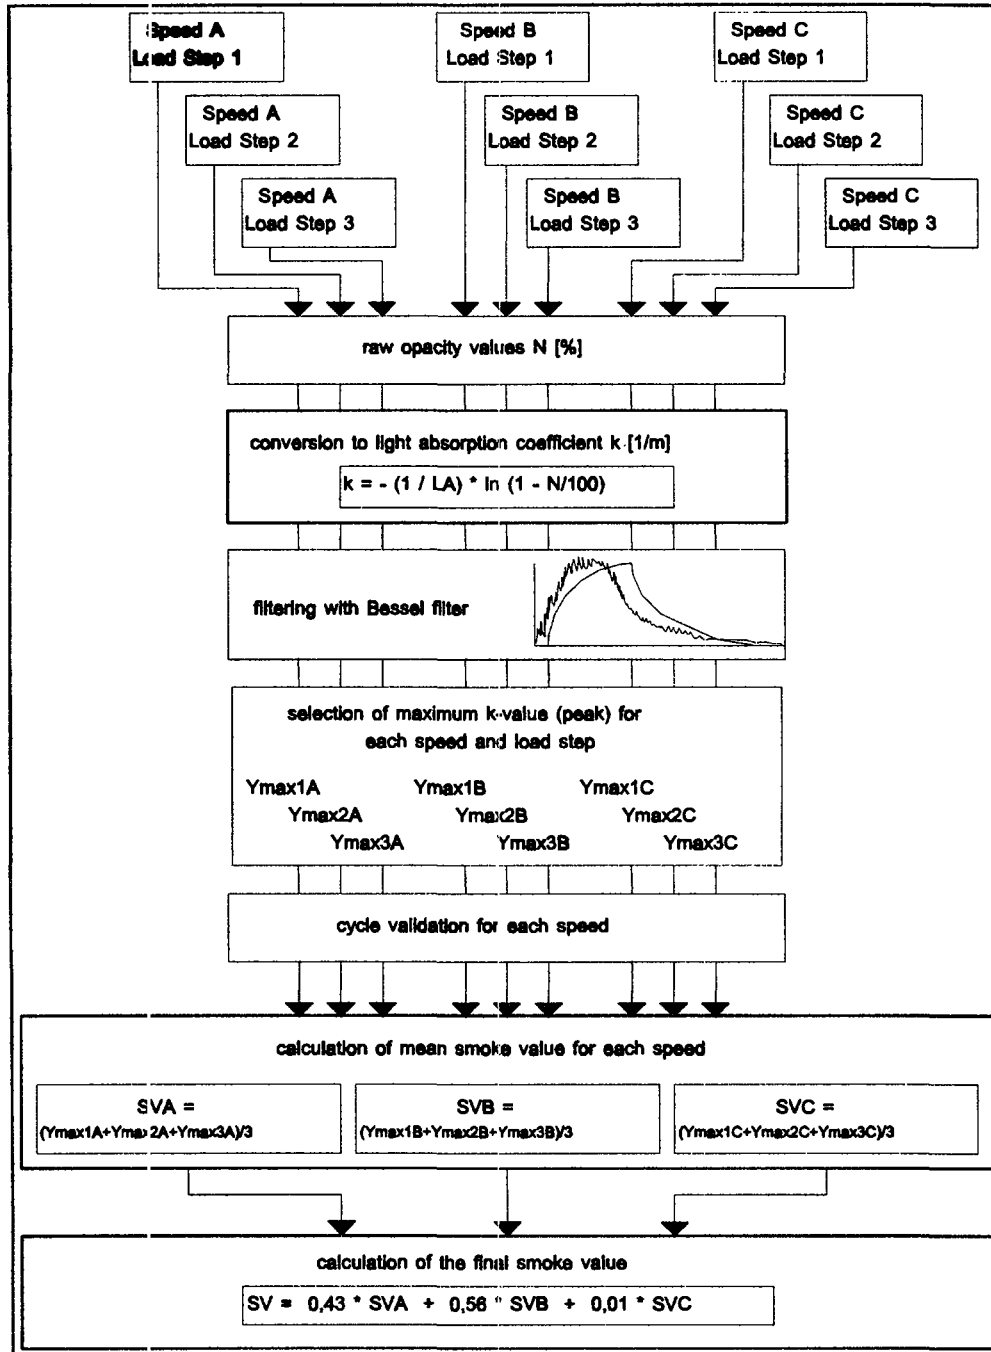 Speed A
Load Step 1
Speed B
Load Step 1
Speed C
Load Step 1
Speed A
Load Step 2
Speed B
Load Step 2
Speed C
Load Step 2
Speed A
Load Step 3
Speed B
Load Step 3
Speed C
Load Step 3
raw opacity values N [%]
conversion to light absorption coefficient k [1/m]
k = - (1 / LA) * ln (1 - N/100)
filtering with Bessel filter
selection of maximum k-value (peak) for
each speed and load step
Ymax1A Ymax1B Ymax1C
Ymax2A Ymax2B Ymax2C
Ymax3A Ymax3B Ymax3C
cycle validation for each speed
calculation of mean smoke value for each speed
SVA =
(Ymax1A+Ymax2A+Ymax3A)/3
SVB =
(Ymax1B+Ymax2B+Ymax3B)/3
SVC =
(Ymax1C+Ymax2C+Ymax3C)/3
calculation of the final smoke value
SV = 0,43 * SVA + 0,56 * SVB + 0,01 * SVC